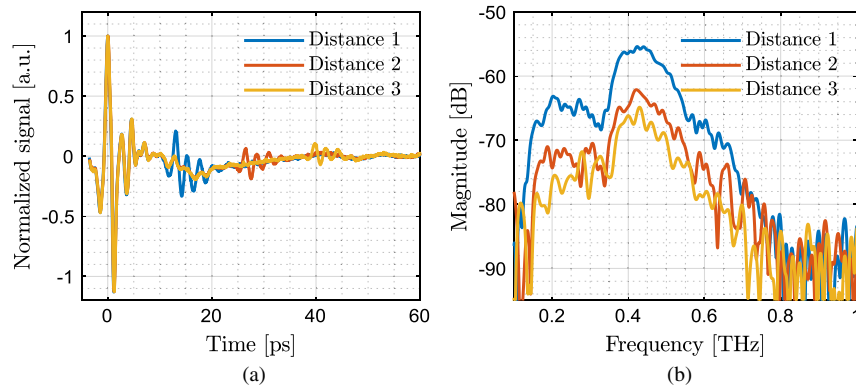 Normalized signal [a.u.]
1
0.5
0
-0.5
-1
Distance 1
Distance 2
Distance 3
0
20
40
60
Time [ps]
(a)
Magnitude [dB]
-50
-60
-70
-80
-90
Distance 1
Distance 2
Distance 3
0.2
0.4
0.6
0.8
1
Frequency [THz]
(b)